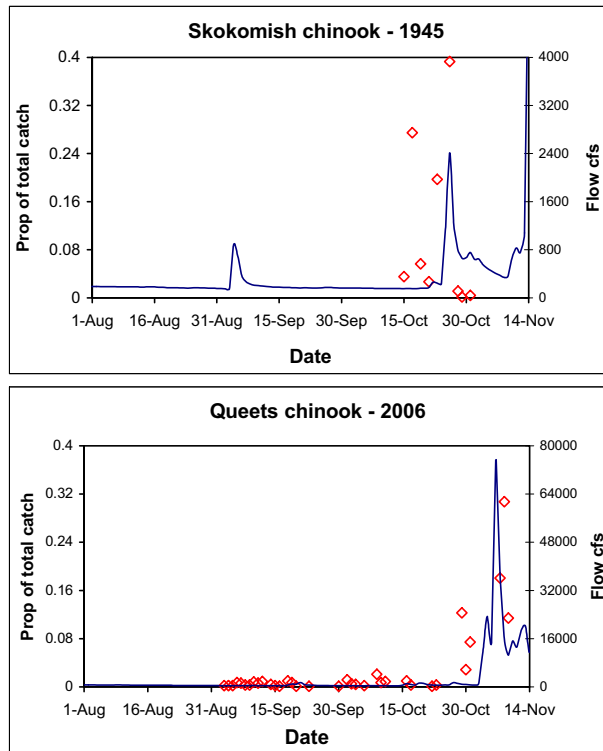 Skokomish chinook - 1945
0.4 4000
0.32 3200
0.24 2400
0.16 1600
0.08 800
0 0
Prop of total catch
Flow cfs
1-Aug 16-Aug 31-Aug 15-Sep 30-Sep 15-Oct 30-Oct 14-Nov
Date
Queets chinook - 2006
0.4 80000
0.32 64000
0.24 48000
0.16 32000
0.08 16000
0 0
Prop of total catch
Flow cfs
1-Aug 16-Aug 31-Aug 15-Sep 30-Sep 15-Oct 30-Oct 14-Nov
Date